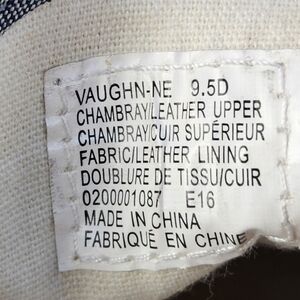 VAUGHN-NE 9.5D
CHAMBRAY/LEATHER UPPER
CHAMBRAY/CUIR SUPÉRIEUR
FABRIC/LEATHER LINING
DOUBLURE DE TISSU/CUIR
0200001087 E16
MADE IN CHINA
FABRIQUÉ EN CHINE